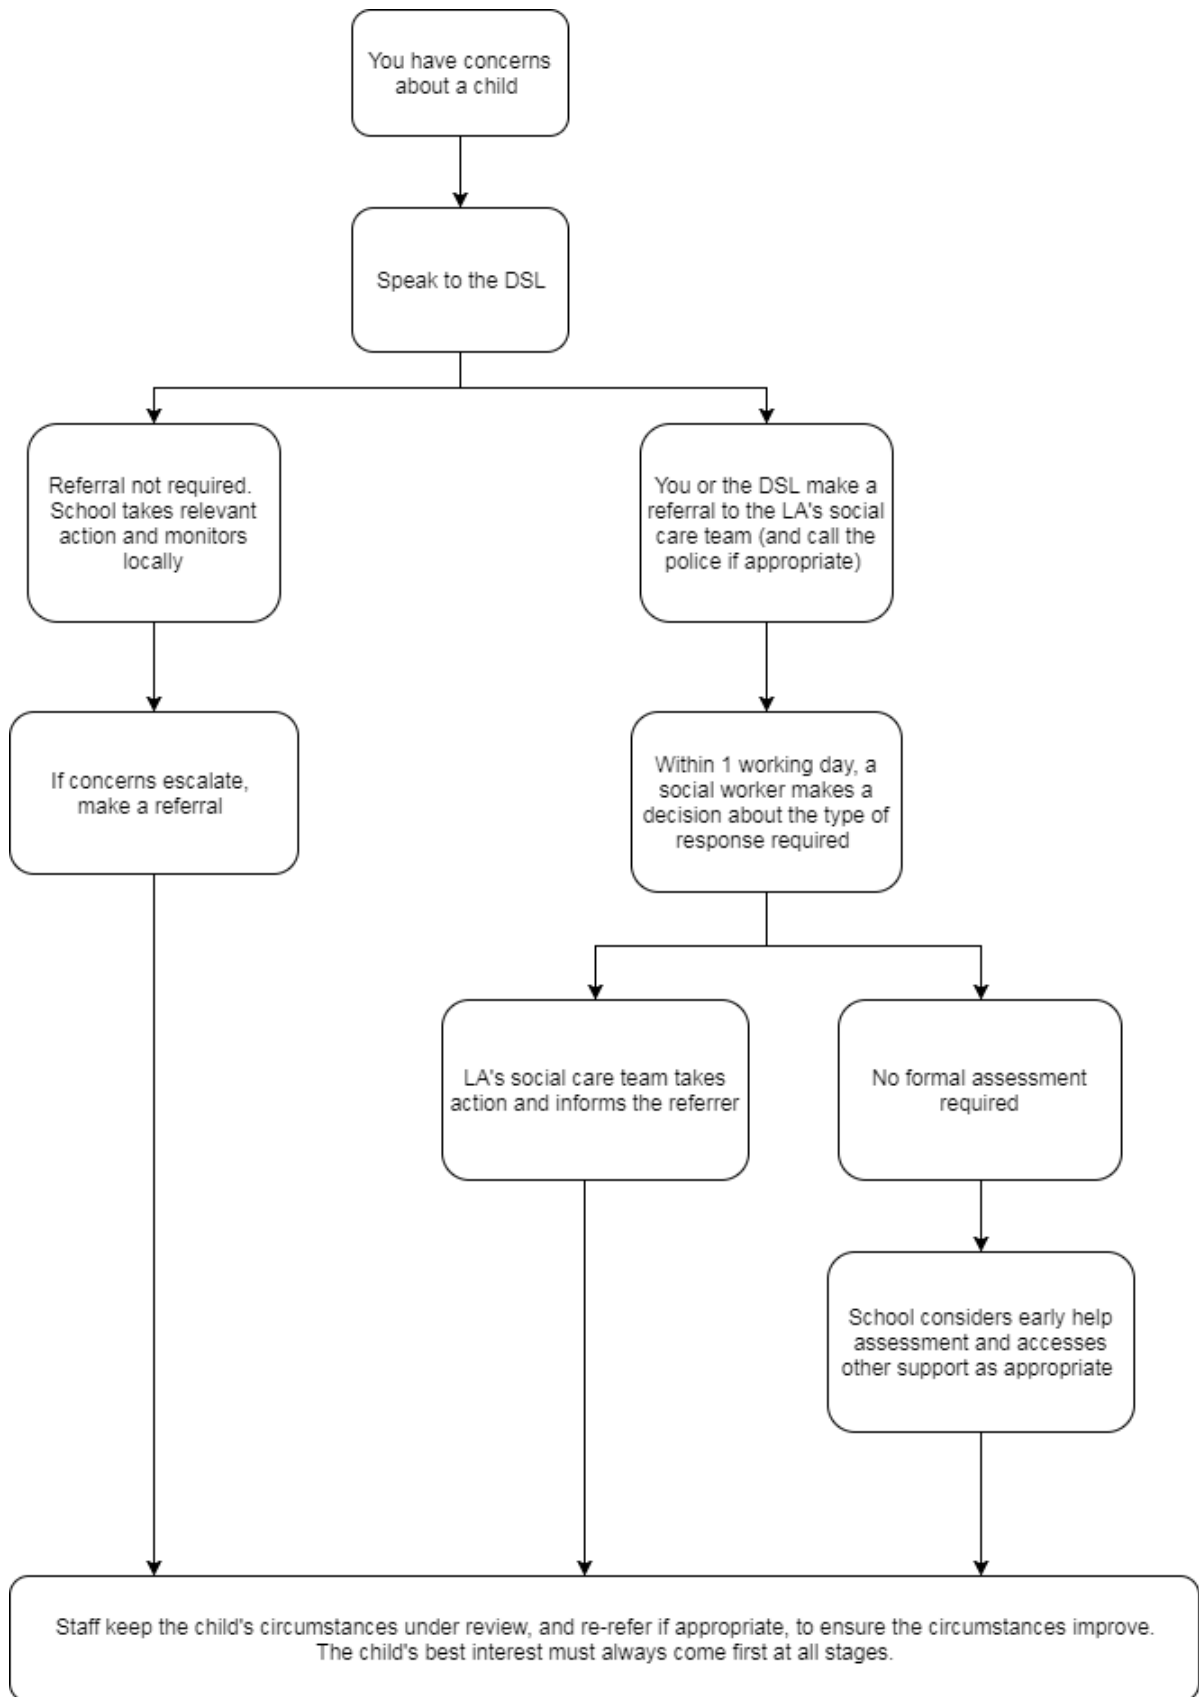 You have concerns
about a child
Speak to the DSL
Referral not required.
School takes relevant
action and monitors
locally
You or the DSL make a
referral to the LA's social
care team (and call the
police if appropriate)
If concerns escalate,
make a referral
Within 1 working day, a
social worker makes a
decision about the type of
response required
LA's social care team takes
action and informs the referrer
No formal assessment
required
School considers early help
assessment and accesses
other support as appropriate
Staff keep the child's circumstances under review, and re-refer if appropriate, to ensure the circumstances improve.
The child's best interest must always come first at all stages.